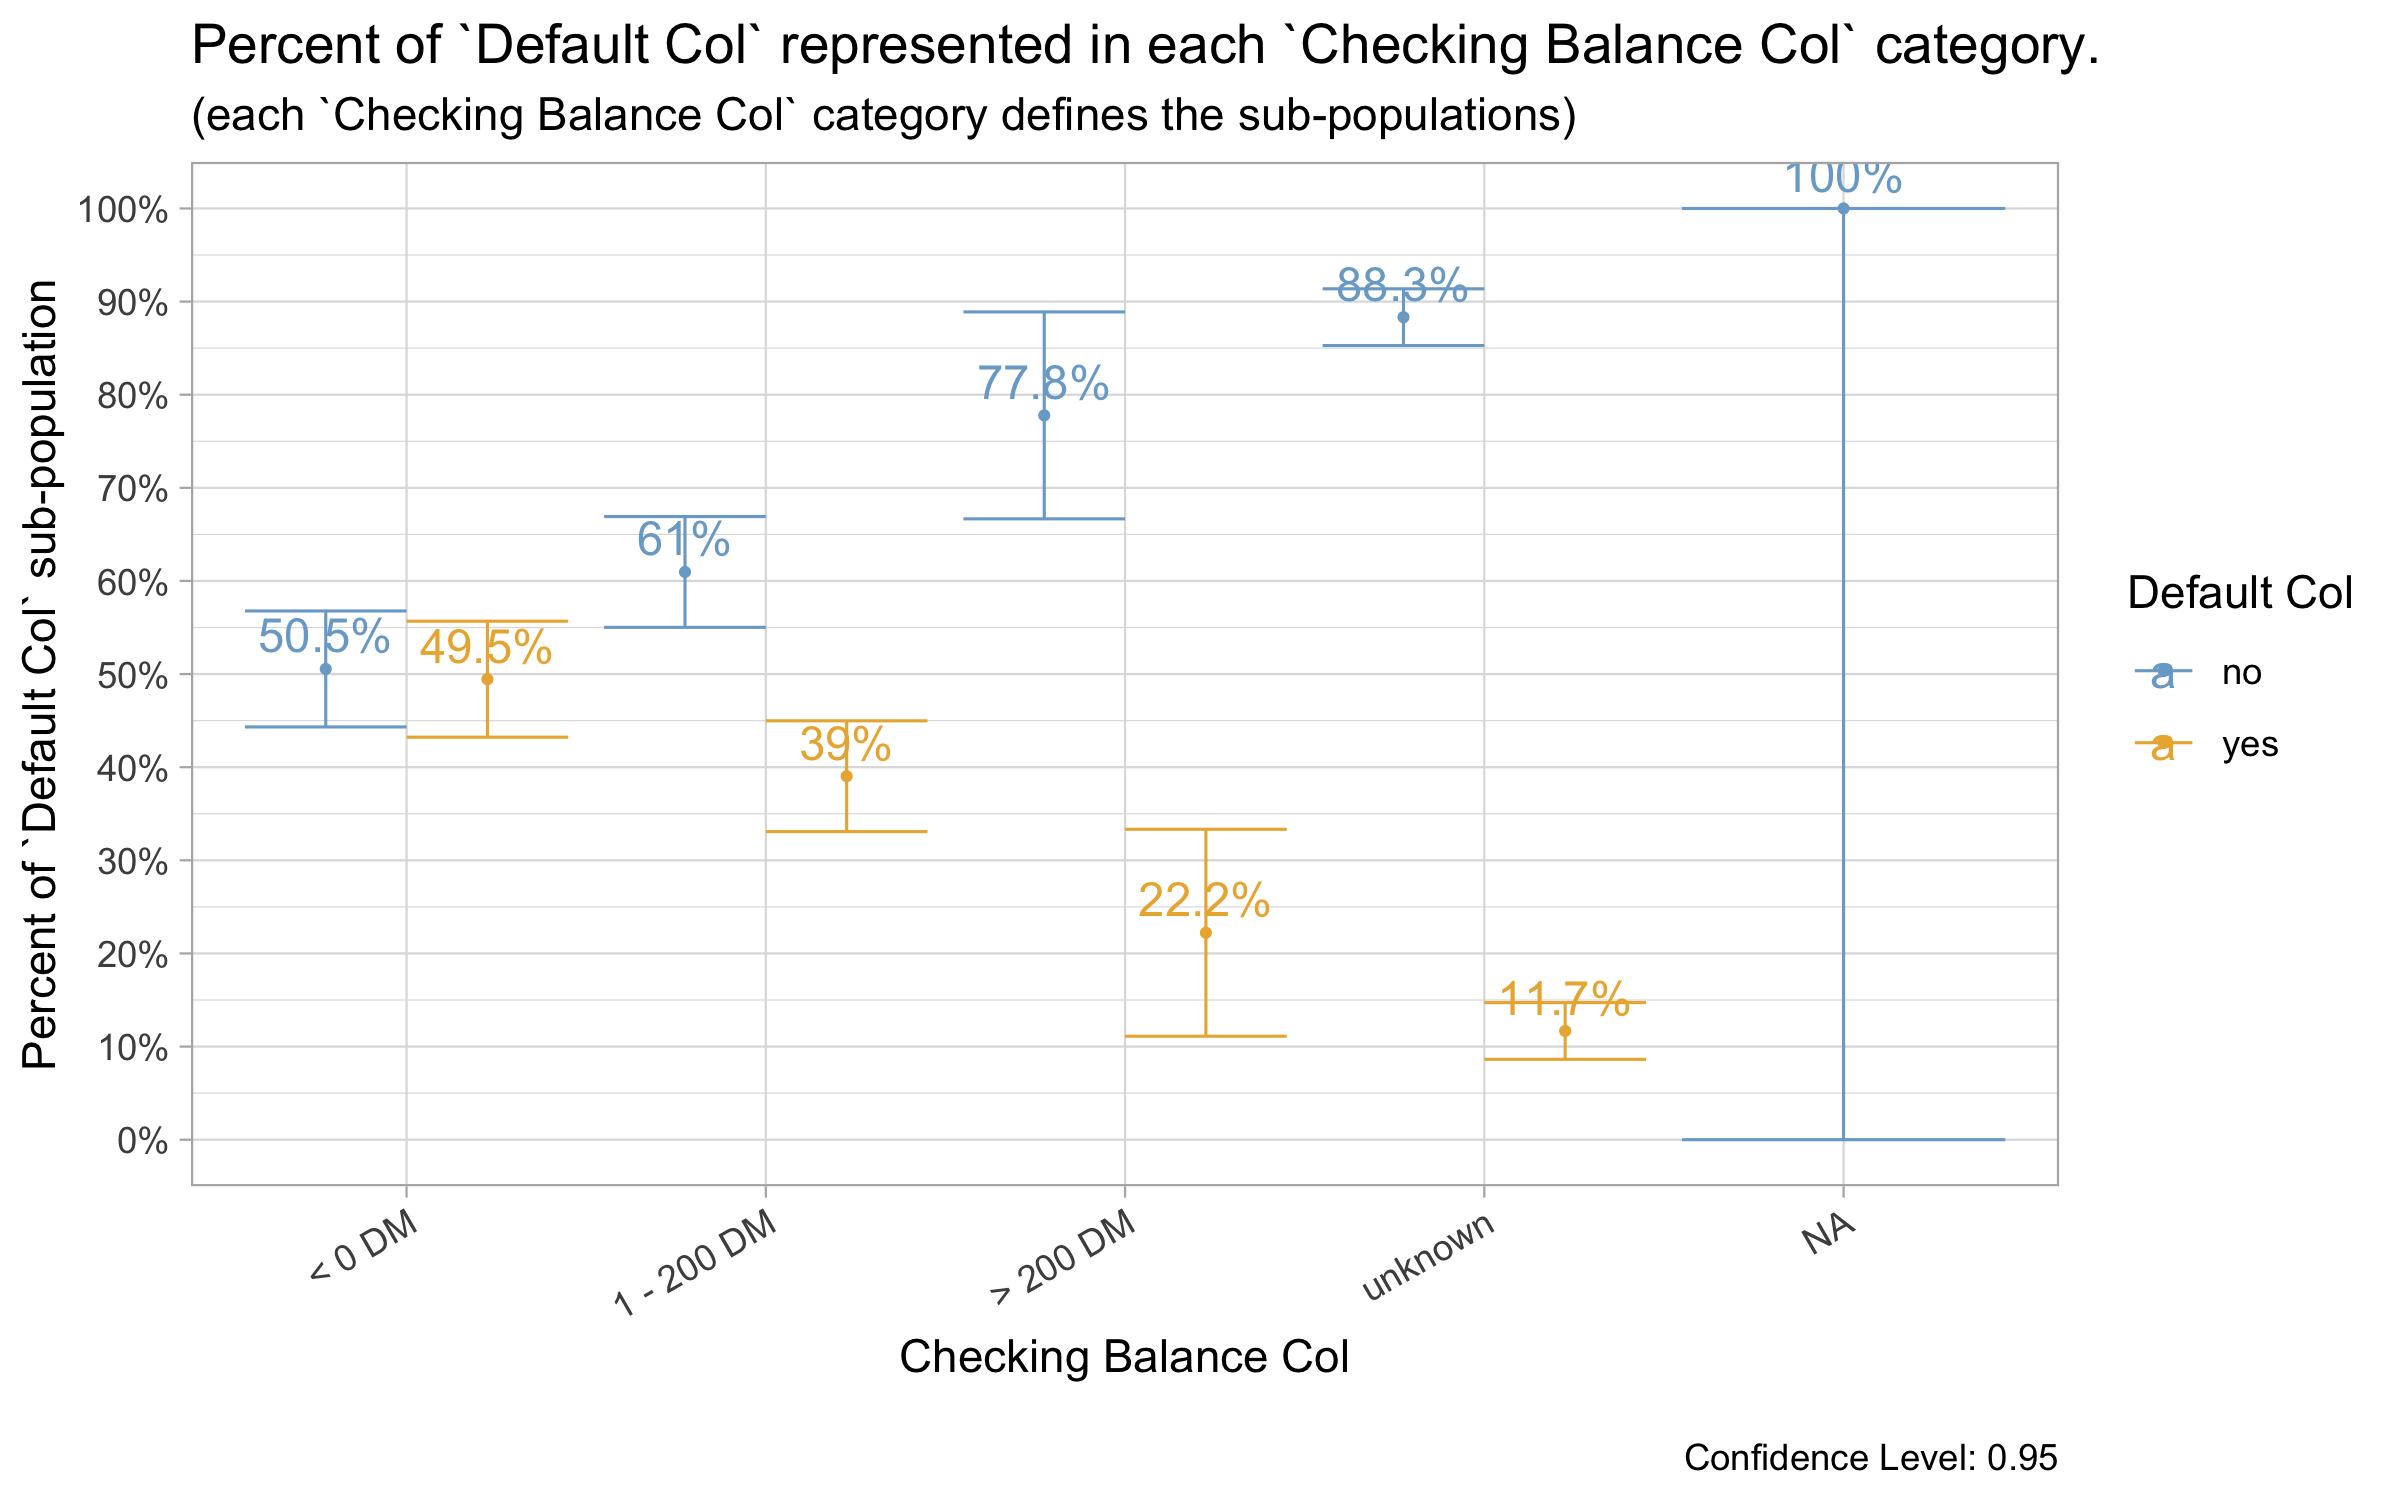 Percent of `Default Col` represented in each `Checking Balance Col` category.
(each `Checking Balance Col` category defines the sub-populations)
Percent of `Default Col` sub-population
100%
90%
80%
70%
60%
50%
40%
30%
20%
10%
0%
50.5%
49.5%
61%
39%
77.8%
22.2%
88.3%
11.7%
100%
< 0 DM
1 - 200 DM
> 200 DM
unknown
NA
Checking Balance Col
Default Col
a no
a yes
Confidence Level: 0.95